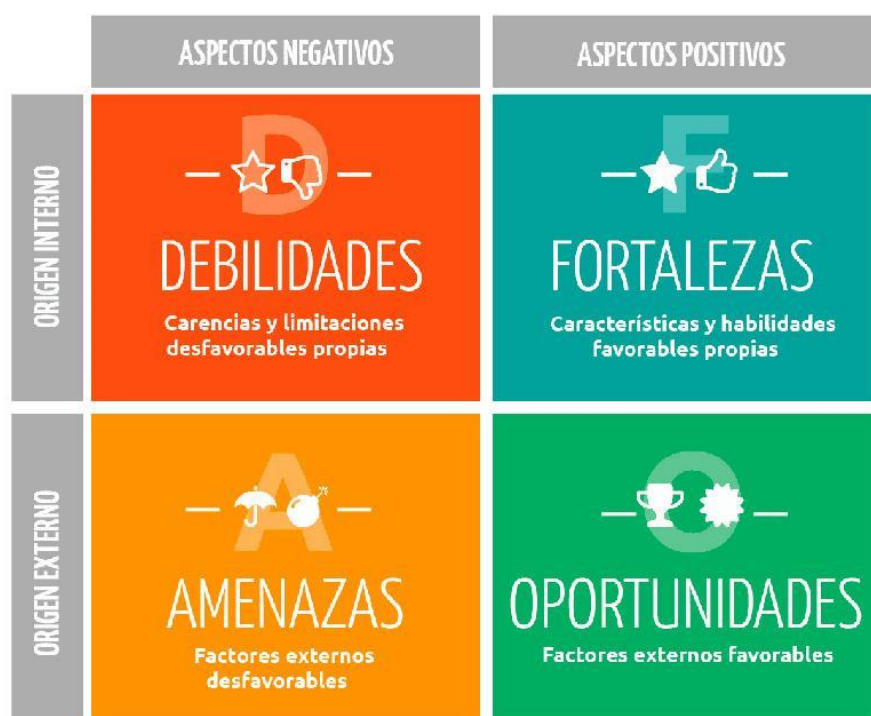 ASPECTOS NEGATIVOS
ASPECTOS POSITIVOS
ORIGEN INTERNO
D
DEBILIDADES
Carencias y limitaciones
desfavorables propias
F
FORTALEZAS
Características y habilidades
favorables propias
ORIGEN EXTERNO
A
AMENAZAS
Factores externos
desfavorables
O
OPORTUNIDADES
Factores externos favorables